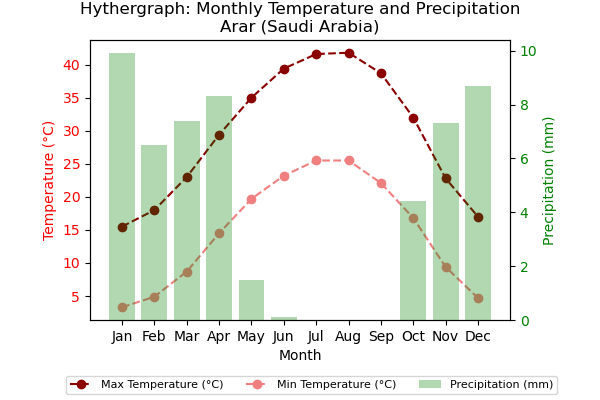 Hythergraph: Monthly Temperature and Precipitation
Arar (Saudi Arabia)
Temperature (°C)
40
35
30
25
20
15
10
5
10
8
6
4
2
0
Precipitation (mm)
Jan Feb Mar Apr May Jun Jul Aug Sep Oct Nov Dec
Month
Max Temperature (°C) Min Temperature (°C) Precipitation (mm)